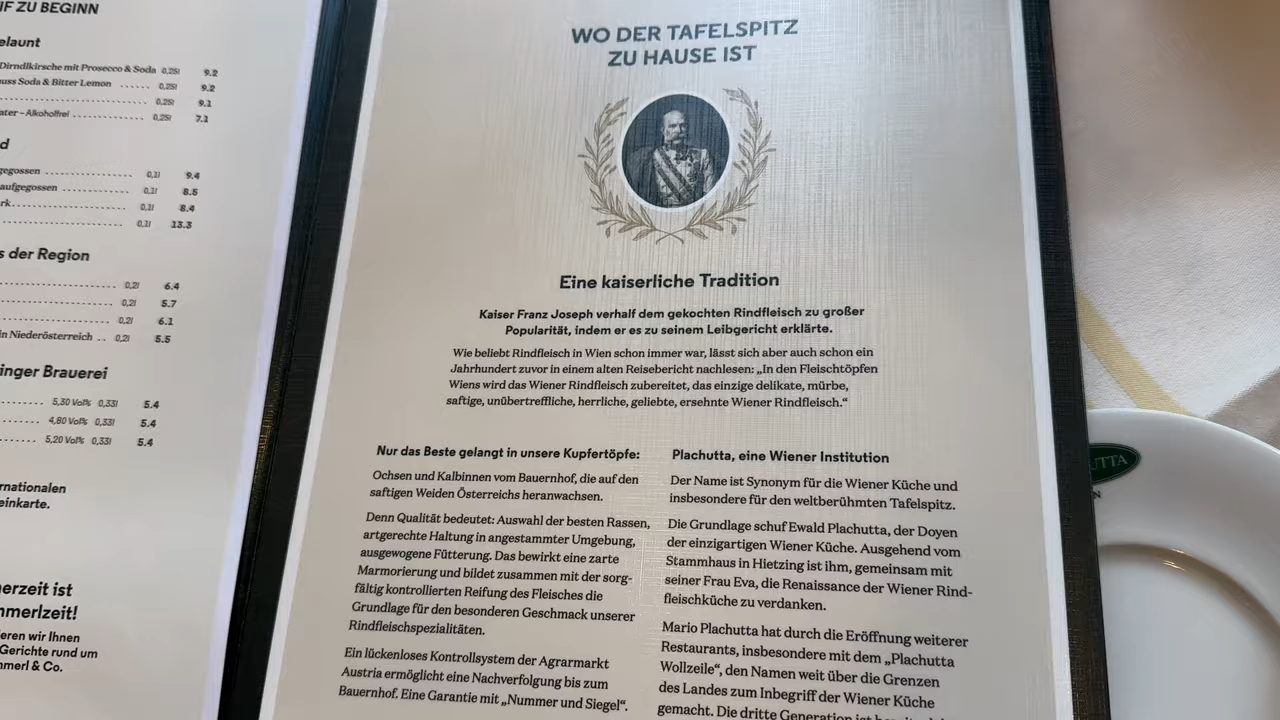 IF ZU BEGINN
elaunt
Dirndlkirsche mit Prosecco & Soda 0,25l 9.2
uss Soda & Bitter Lemon ...... 0,25l 9.2
0,25l 9.1
ater – Alkoholfrei 0,25l 7.1
d
gegossen 0,1l 9.4
aufgegossen 0,1l 8.5
rk 0,2l 8.4
0,1l 13.3
s der Region
0,2l 6.4
0,2l 5.7
0,2l 6.1
in Niederösterreich .. 0,2l 5.5
inger Brauerei
5,30 Vol% 0,33l 5.4
4,80 Vol% 0,33l 5.4
5,20 Vol% 0,33l 5.4
rnationalen
einkarte.
erzeit ist
nmerlzeit!
eren wir Ihnen
Gerichte rund um
nmerl & Co.
WO DER TAFELSPITZ
ZU HAUSE IST
Eine kaiserliche Tradition
Kaiser Franz Joseph verhalf dem gekochten Rindfleisch zu großer
Popularität, indem er es zu seinem Leibgericht erklärte.
Wie beliebt Rindfleisch in Wien schon immer war, lässt sich aber auch schon ein
Jahrhundert zuvor in einem alten Reisebericht nachlesen: „In den Fleischtöpfen
Wiens wird das Wiener Rindfleisch zubereitet, das einzige delikate, mürbe,
saftige, unübertreffliche, herrliche, geliebte, ersehnte Wiener Rindfleisch.“
Nur das Beste gelangt in unsere Kupfertöpfe:
Ochsen und Kalbinnen vom Bauernhof, die auf den
saftigen Weiden Österreichs heranwachsen.
Denn Qualität bedeutet: Auswahl der besten Rassen,
artgerechte Haltung in angestammter Umgebung,
ausgewogene Fütterung. Das bewirkt eine zarte
Marmorierung und bildet zusammen mit der sorg-
fältig kontrollierten Reifung des Fleisches die
Grundlage für den besonderen Geschmack unserer
Rindfleischspezialitäten.
Ein lückenloses Kontrollsystem der Agrarmarkt
Austria ermöglicht eine Nachverfolgung bis zum
Bauernhof. Eine Garantie mit „Nummer und Siegel“.
Plachutta, eine Wiener Institution
Der Name ist Synonym für die Wiener Küche und
insbesondere für den weltberühmten Tafelspitz.
Die Grundlage schuf Ewald Plachutta, der Doyen
der einzigartigen Wiener Küche. Ausgehend vom
Stammhaus in Hietzing ist ihm, gemeinsam mit
seiner Frau Eva, die Renaissance der Wiener Rind-
fleischküche zu verdanken.
Mario Plachutta hat durch die Eröffnung weiterer
Restaurants, insbesondere mit dem „Plachutta
Wollzeile“, den Namen weit über die Grenzen
des Landes zum Inbegriff der Wiener Küche
gemacht. Die dritte Generation ist
UTTA
N